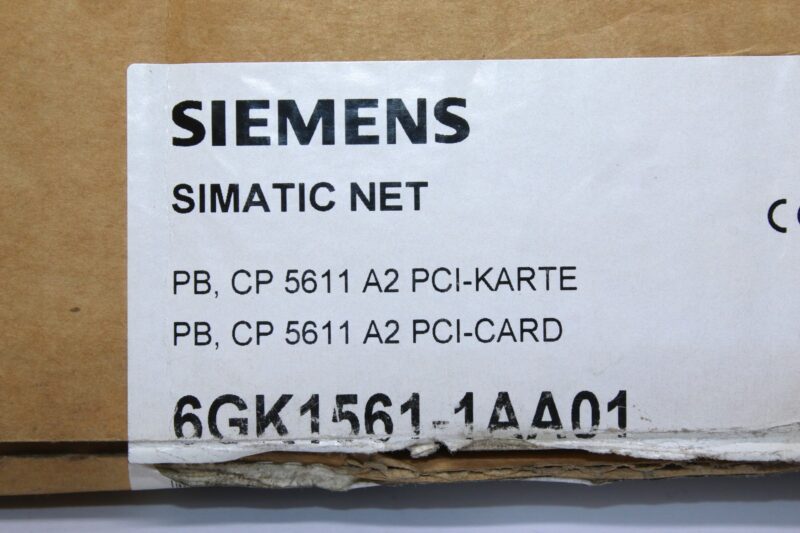 SIEMENS
SIMATIC NET
PB, CP 5611 A2 PCI-KARTE
PB, CP 5611 A2 PCI-CARD
6GK1561-1AA01